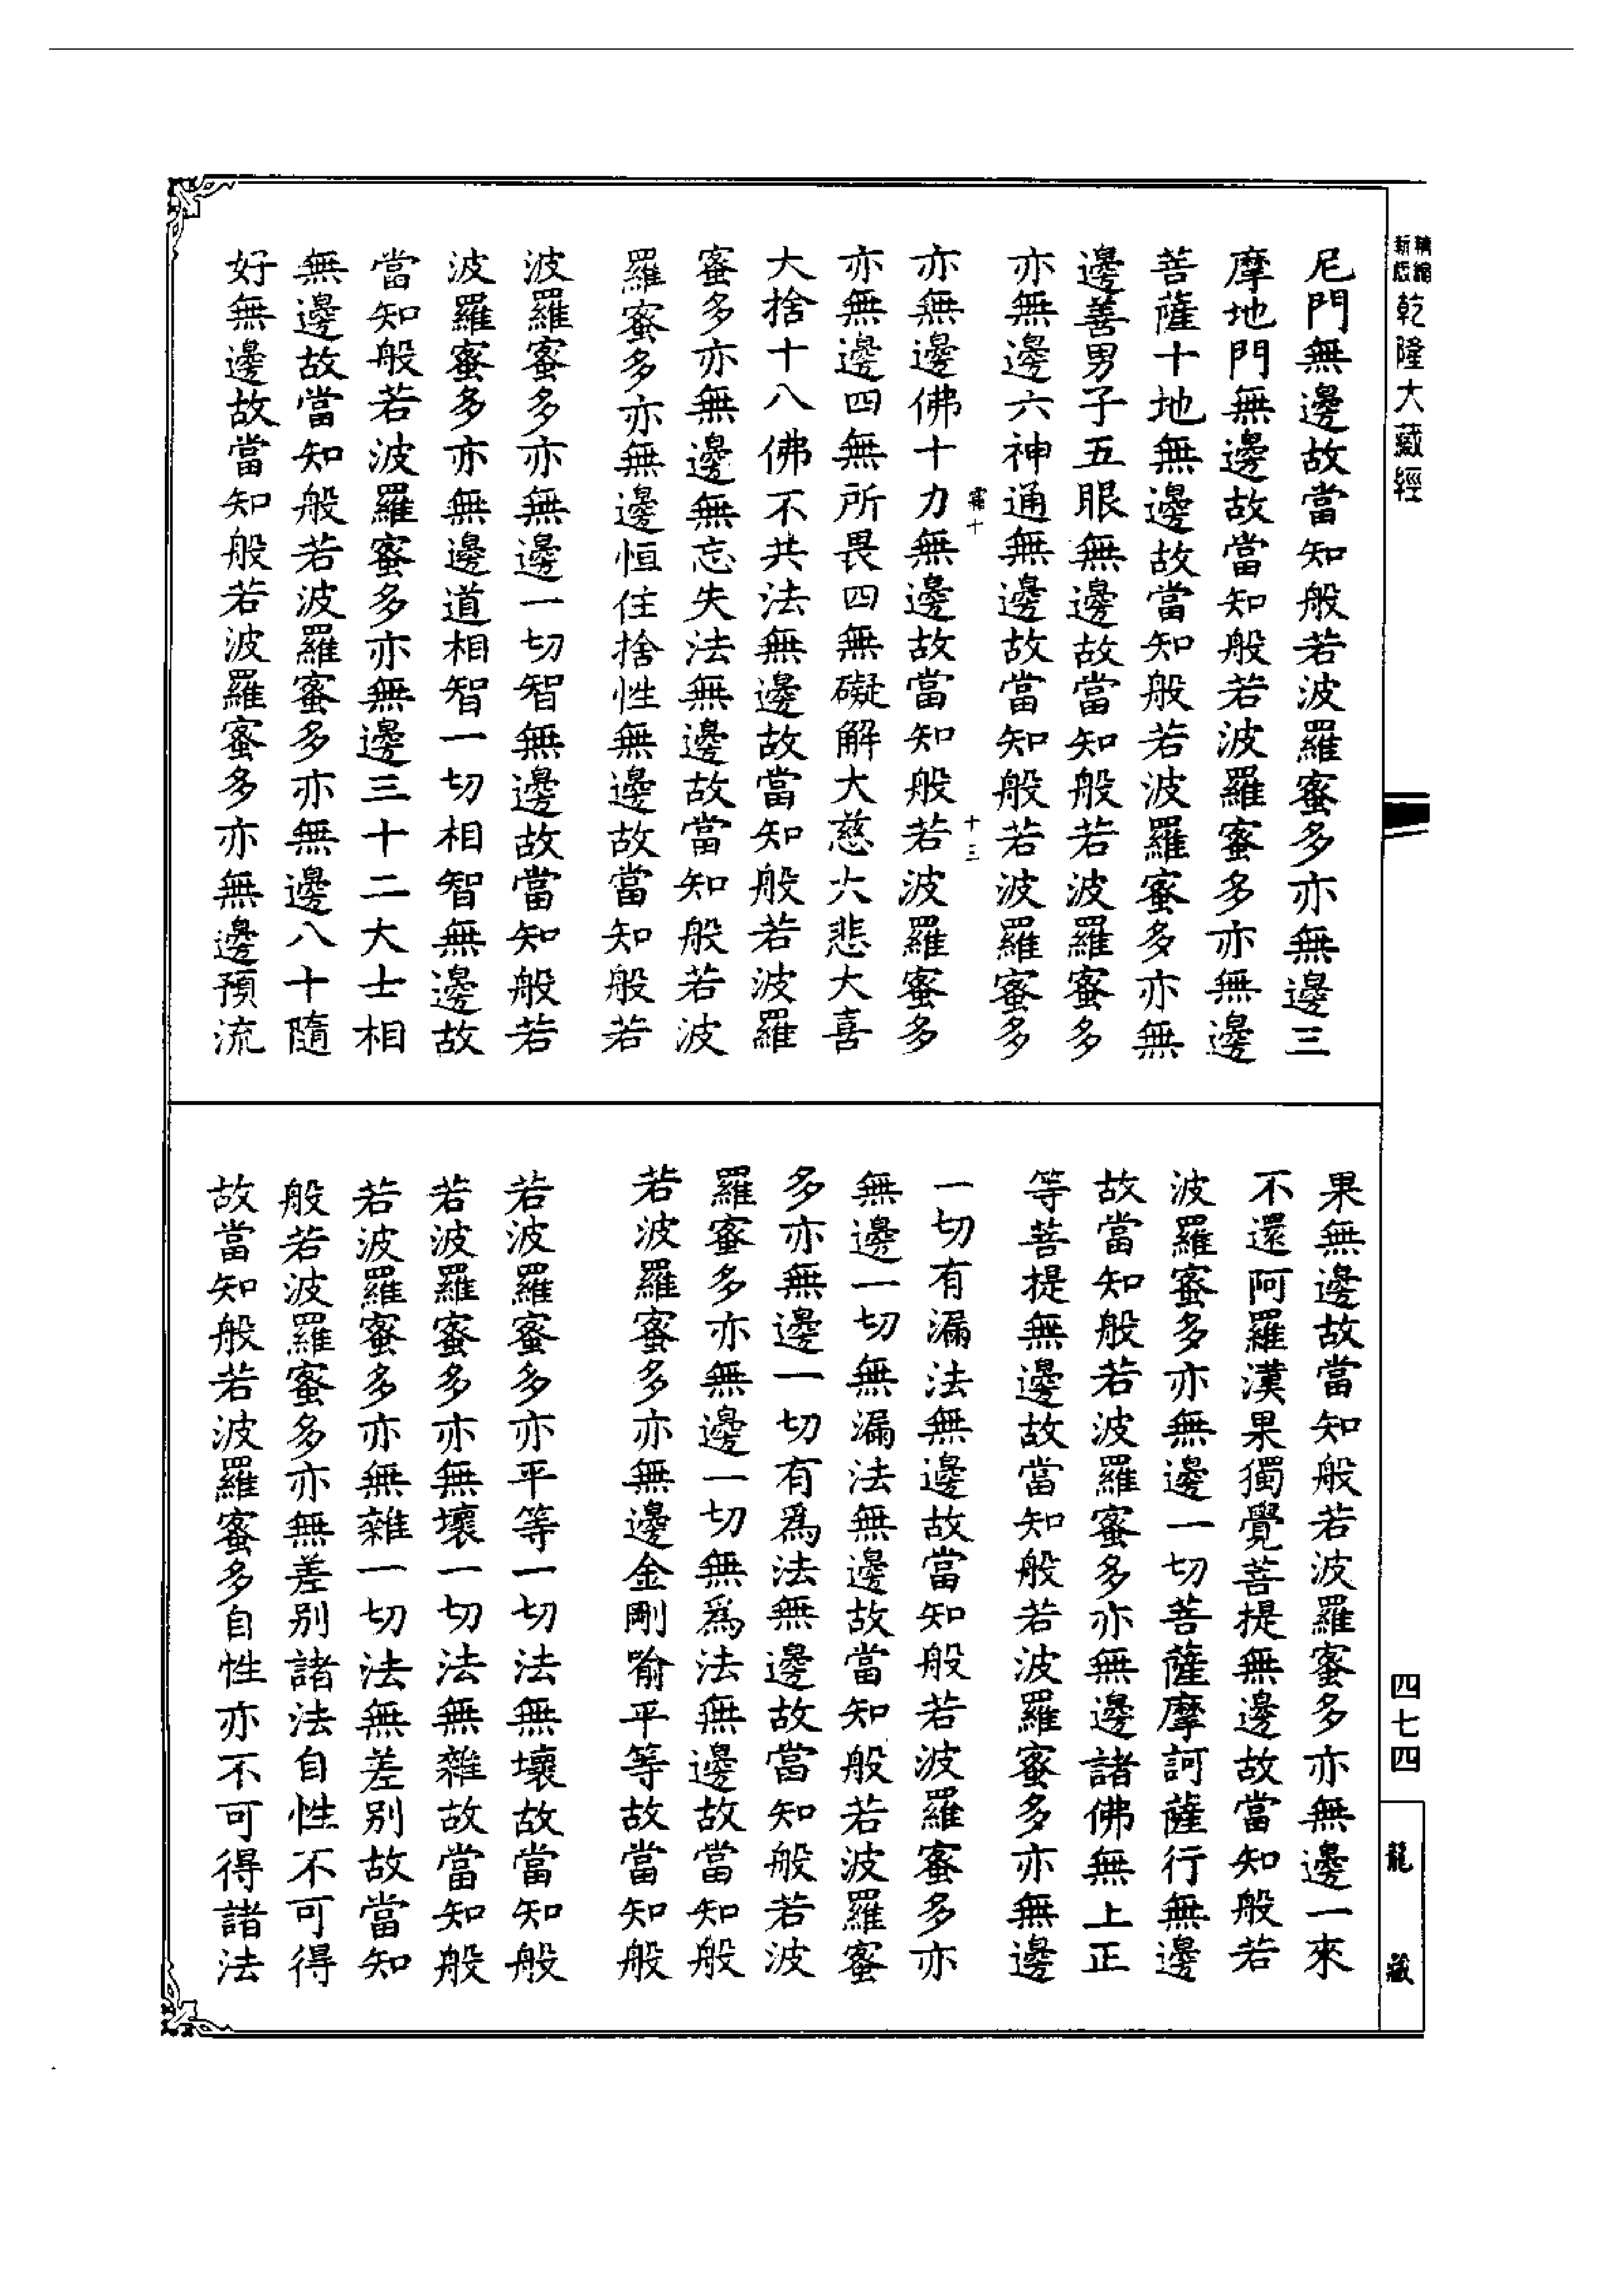 乾隆大藏經
尼門無邊故當知般若波羅蜜多亦無邊三
摩地門無邊故當知般若波羅蜜多亦無邊
菩薩十地無邊故當知般若波羅蜜多亦無
邊善男子五眼無邊故當知般若波羅蜜多
亦無邊六神通無邊故當知般若波羅蜜多
十三
亦無邊佛十力無邊故當知般若波羅蜜多
亦無邊四無所畏四無礙解大慈大悲大喜
大捨十八佛不共法無邊故當知般若波羅
蜜多亦無邊無忘失法無邊故當知般若波
羅蜜多亦無邊恒住捨性無邊故當知般若
波羅蜜多亦無邊一切智無邊故當知般若
波羅蜜多亦無邊道相智一切相智無邊故
當知般若波羅蜜多亦無邊三十二大士相
無邊故當知般若波羅蜜多亦無邊八十隨
好無邊故當知般若波羅蜜多亦無邊預流
果無邊故當知般若波羅蜜多亦無邊一來
不還阿羅漢果獨覺菩提無邊故當知般若
波羅蜜多亦無邊一切菩薩摩訶薩行無邊
故當知般若波羅蜜多亦無邊諸佛無上正
等菩提無邊故當知般若波羅蜜多亦無邊
一切有漏法無邊故當知般若波羅蜜多亦
無邊一切無漏法無邊故當知般若波羅蜜
多亦無邊一切有爲法無邊故當知般若波
羅蜜多亦無邊一切無爲法無邊故當知般
若波羅蜜多亦無邊金剛喻平等故當知般
若波羅蜜多亦平等一切法無壞故當知般
若波羅蜜多亦無壞一切法無雜故當知般
若波羅蜜多亦無雜一切法無差別故當知
般若波羅蜜多亦無差別諸法自性不可得
故當知般若波羅蜜多自性亦不可得諸法
四七四
龍藏